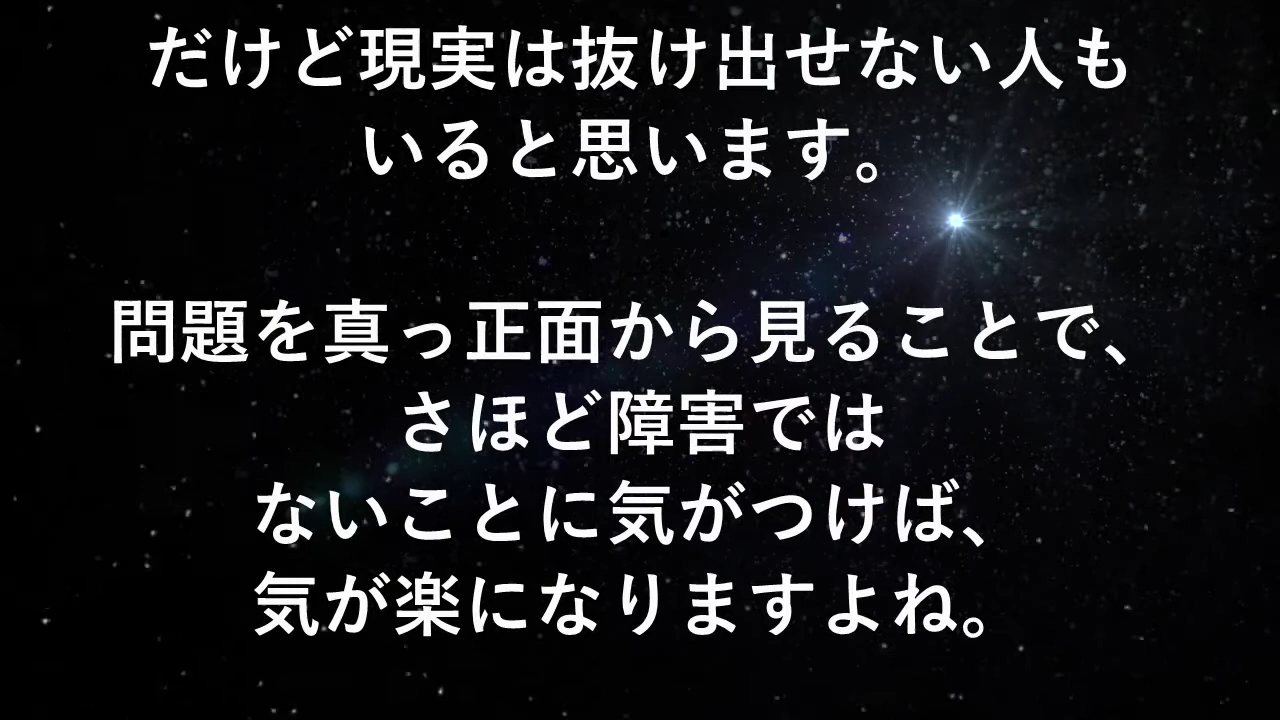 だけど現実は抜け出せない人も
いると思います。
問題を真っ正面から見ることで、
さほど障害では
ないことに気がつけば、
気が楽になりますよね。